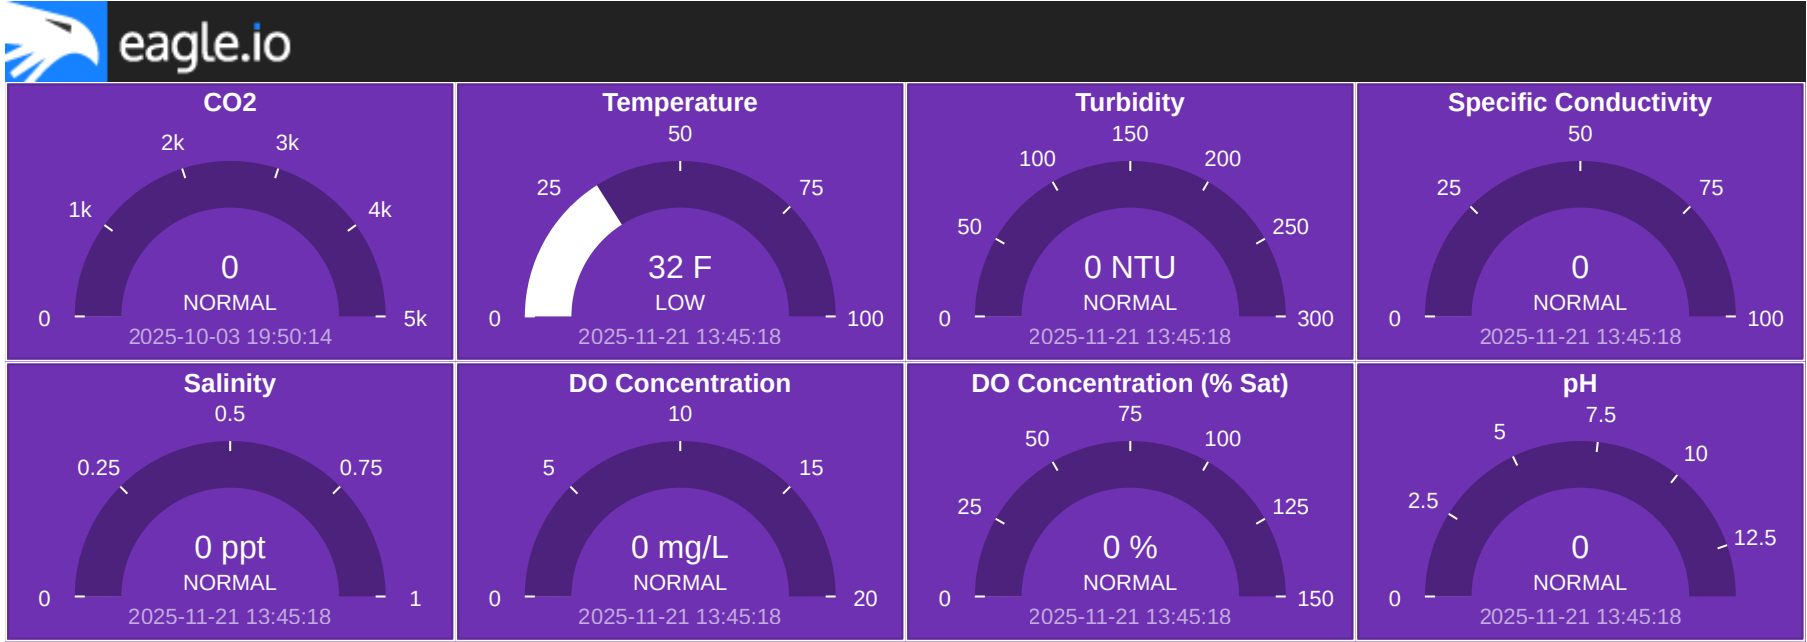 eagle.io
CO2
2k
3k
1k
4k
0
NORMAL
0
5k
2025-10-03 19:50:14
Temperature
50
25
75
32 F
LOW
0
100
2025-11-21 13:45:18
Turbidity
150
100
200
50
250
0 NTU
NORMAL
0
300
2025-11-21 13:45:18
Specific Conductivity
50
25
75
0
NORMAL
0
100
2025-11-21 13:45:18
Salinity
0.5
0.25
0.75
0 ppt
NORMAL
0
1
2025-11-21 13:45:18
DO Concentration
10
5
15
0 mg/L
NORMAL
0
20
2025-11-21 13:45:18
DO Concentration (% Sat)
75
50
100
25
125
0 %
NORMAL
0
150
2025-11-21 13:45:18
pH
7.5
5
10
2.5
12.5
0
NORMAL
0
2025-11-21 13:45:18